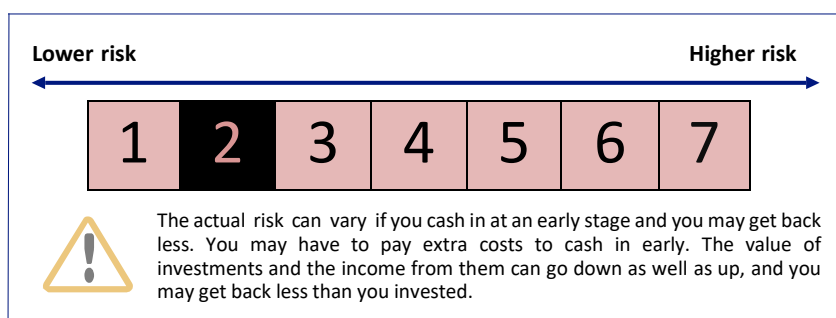 Lower risk Higher risk
1 2 3 4 5 6 7
The actual risk can vary if you cash in at an early stage and you may get back
less. You may have to pay extra costs to cash in early. The value of
investments and the income from them can go down as well as up, and you
may get back less than you invested.